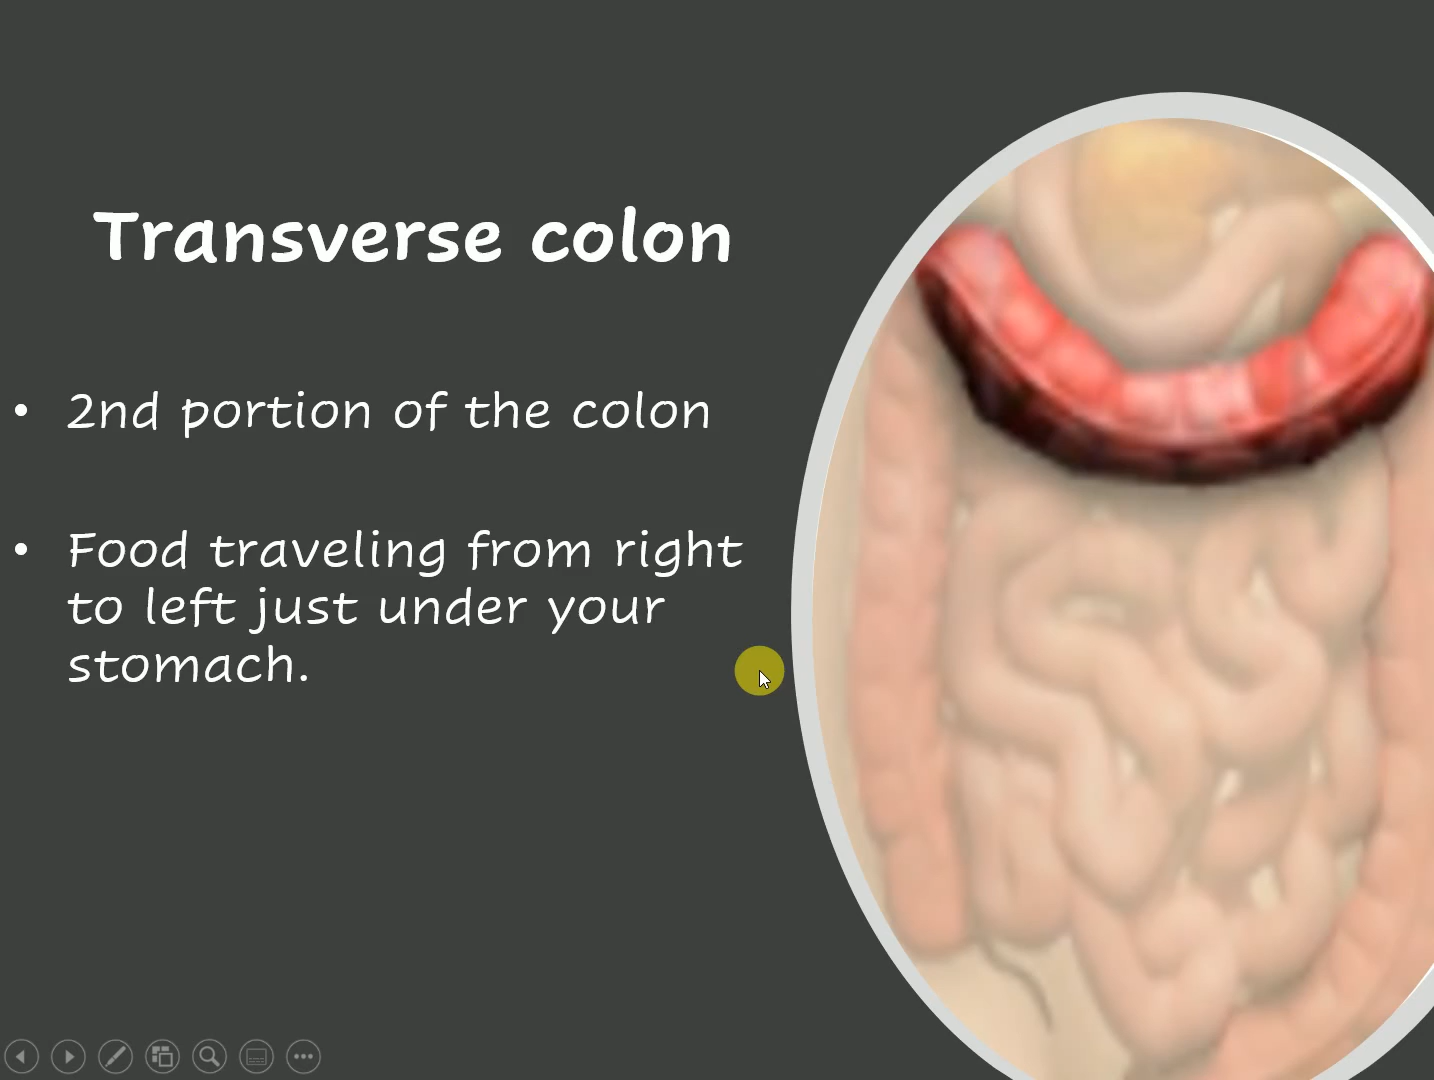 Transverse colon
• 2nd portion of the colon
• Food traveling from right
to left just under your
stomach.